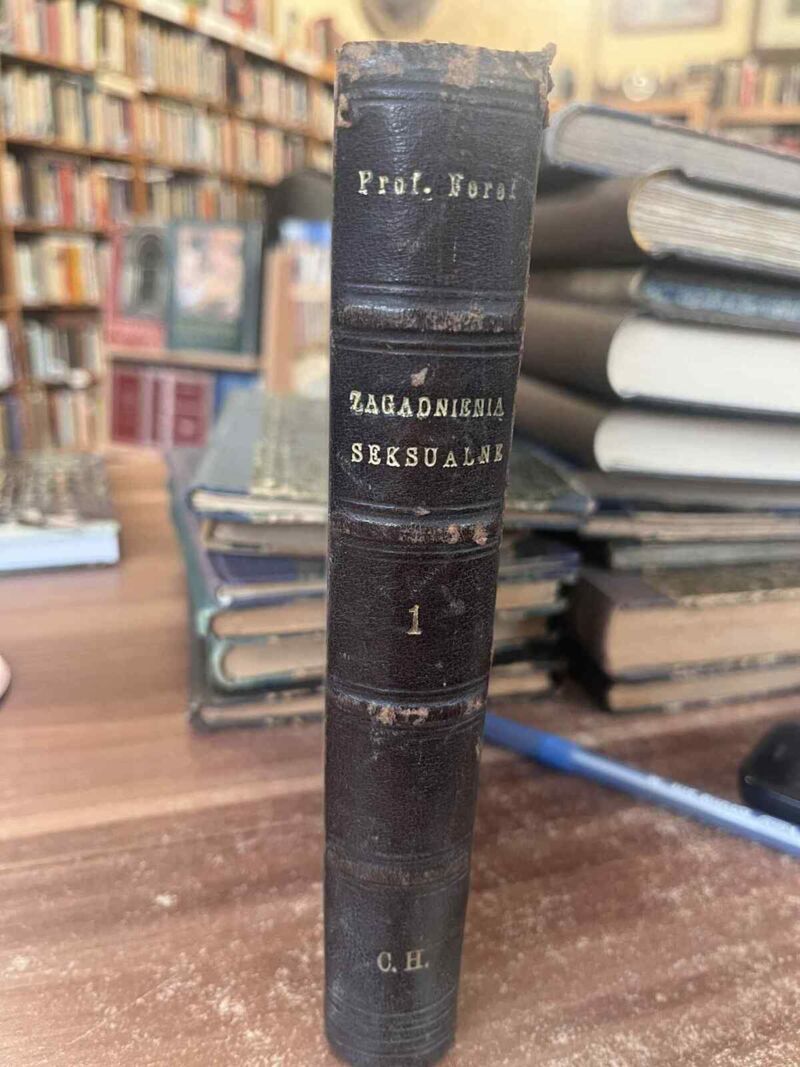 Prof. Forel
ZAGADNIENIA
SEKSUALNE
1
C. H.